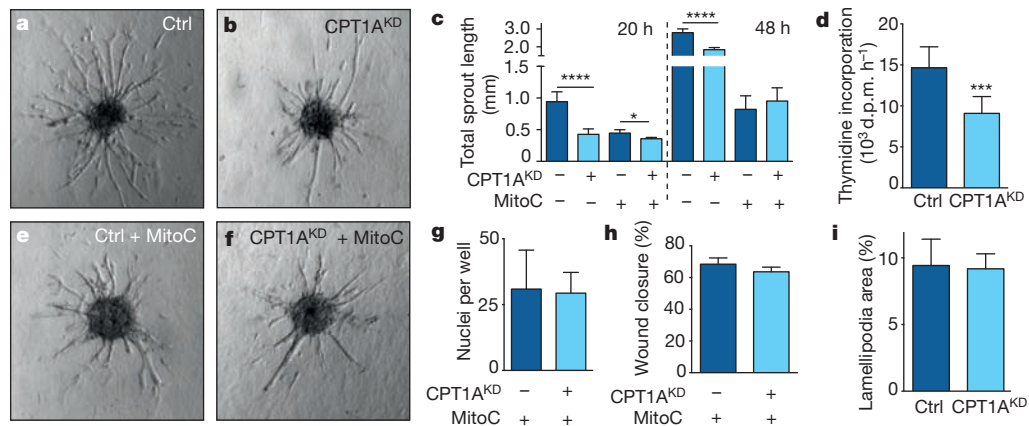 a Ctrl
b CPT1A^KD
c
Total sprout length
(mm)
3.0
2.0
1.5
1.0
0.5
0
20 h
48 h
****
*
****
CPT1A^KD – + – + – + – +
MitoC – – + + – – + +
d
Thymidine incorporation
(10³ d.p.m. h⁻¹)
20
15
10
5
0
***
Ctrl CPT1A^KD
e Ctrl + MitoC
f CPT1A^KD + MitoC
g
Nuclei per well
50
25
0
CPT1A^KD – +
MitoC + +
h
Wound closure (%)
80
60
40
20
0
CPT1A^KD – +
MitoC + +
i
Lamellipodia area (%)
10
5
0
Ctrl CPT1A^KD